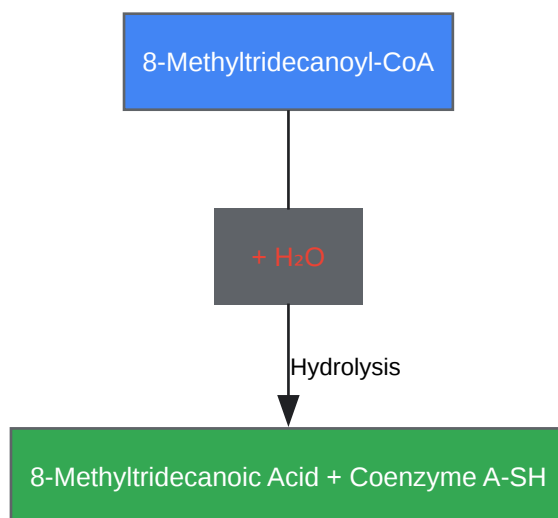 8-Methyltridecanoyl-CoA
+ H₂O
Hydrolysis
8-Methyltridecanoic Acid + Coenzyme A-SH